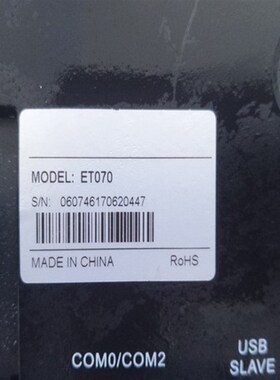 MODEL: ET070
S/N: 060746170620447
MADE IN CHINA RoHS
COM0/COM2
USB
SLAVE